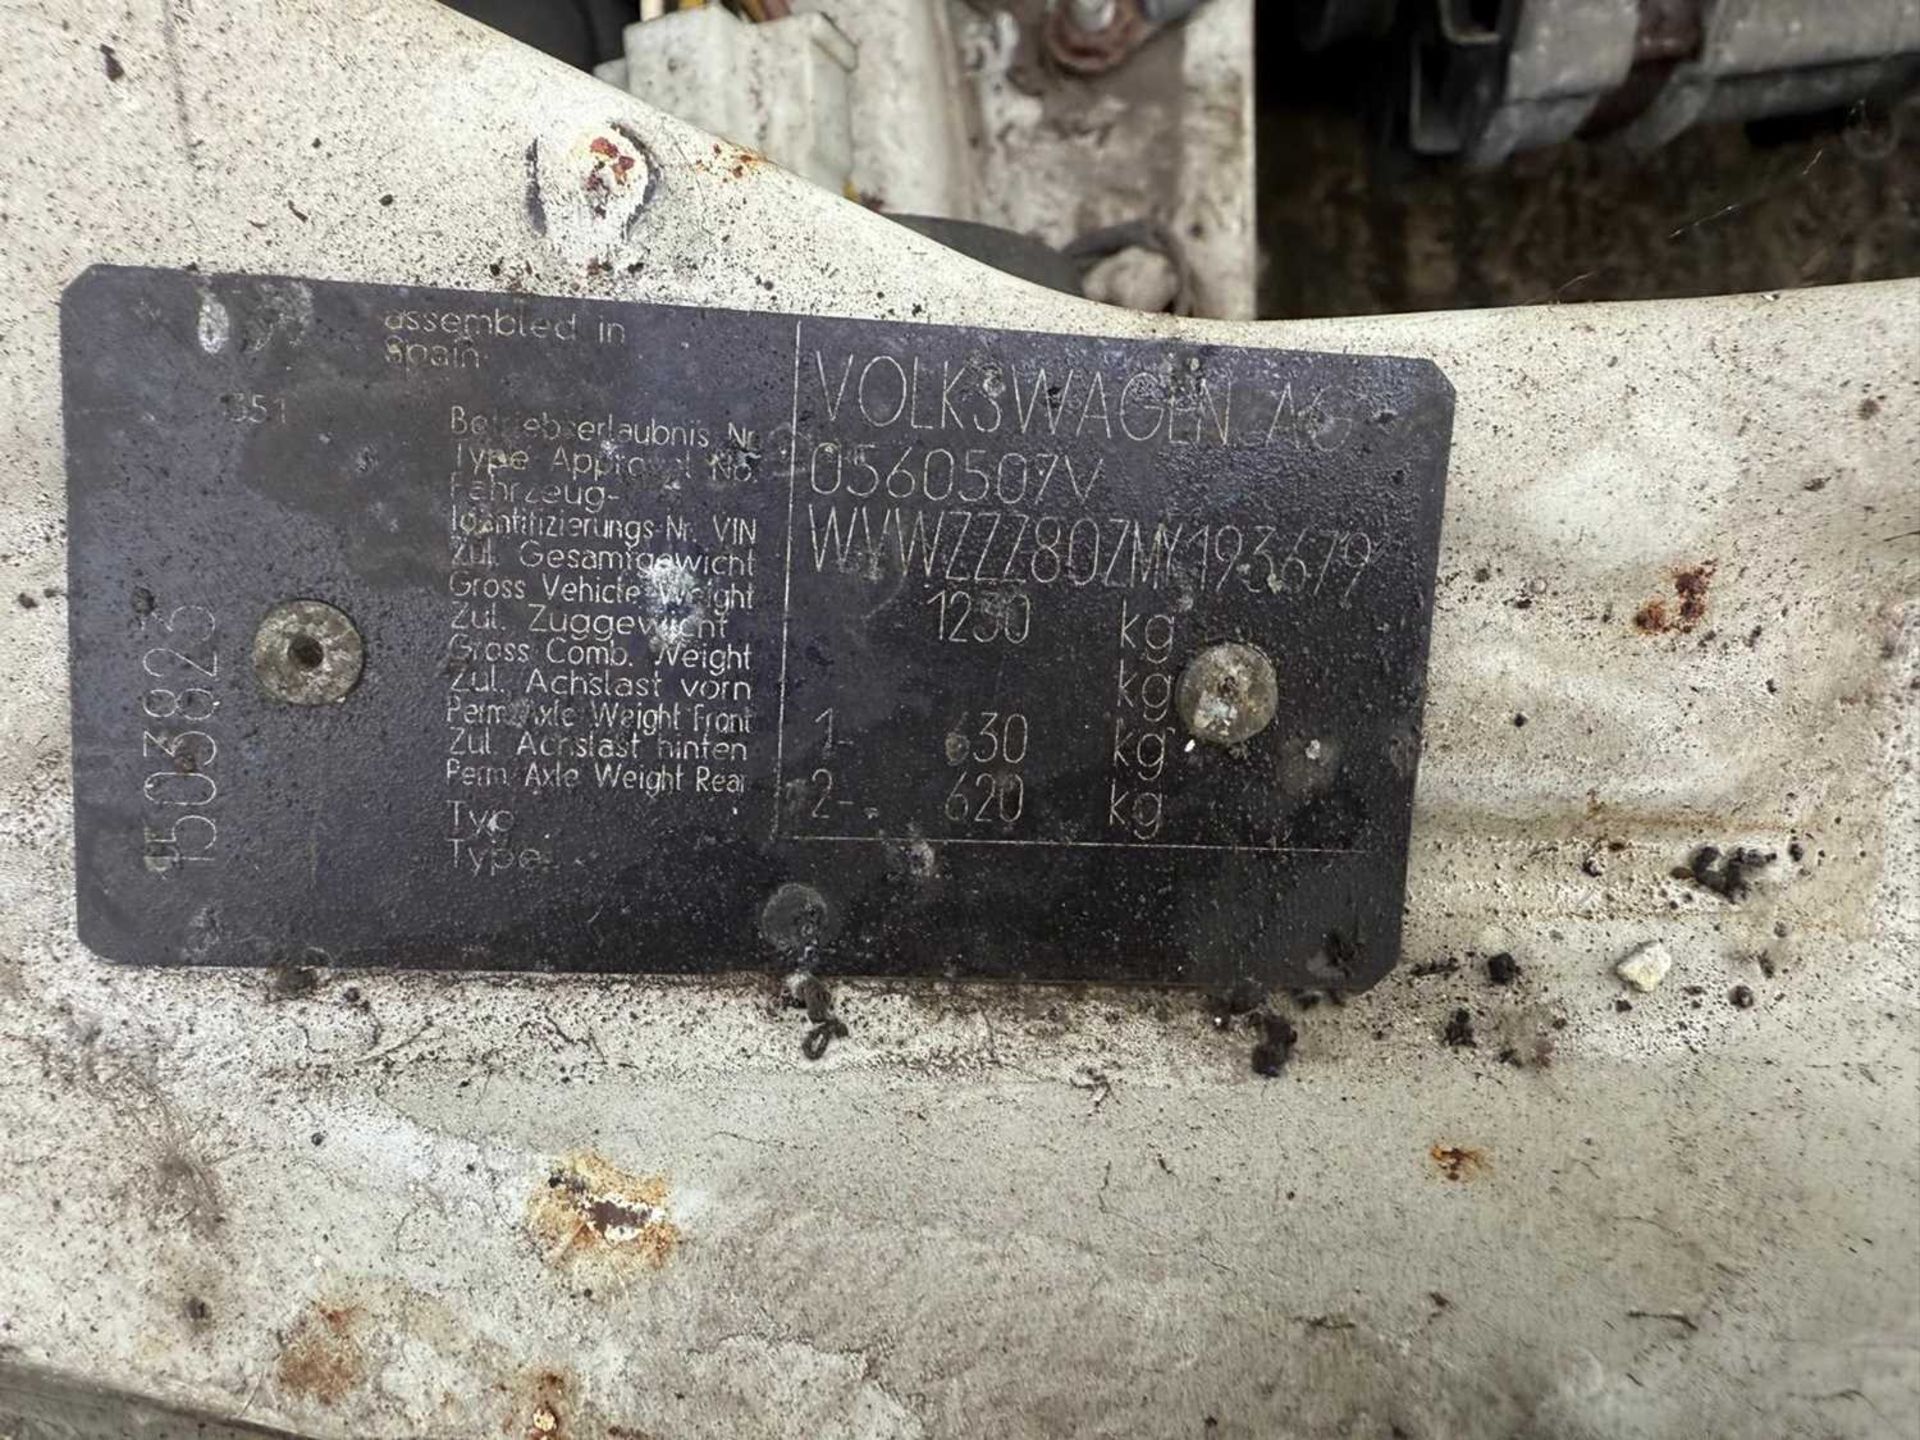 assembled in
Spain
351
VOLKSWAGEN AG
Betriebserlaubnis Nr.
Type Approval No. 0560507V
Fahrzeug-
Identifizierungs-Nr. VIN WVWZZZ80ZMY193679
Zul. Gesamtgewicht
Gross Vehicle Weight 1250 kg
Zul. Zuggewicht
Gross Comb. Weight kg
Zul. Achslast vorn
Perm. Axle Weight Front 1- 630 kg
Zul. Achslast hinten
Perm. Axle Weight Rear 2- 620 kg
Typ
Type
1503823